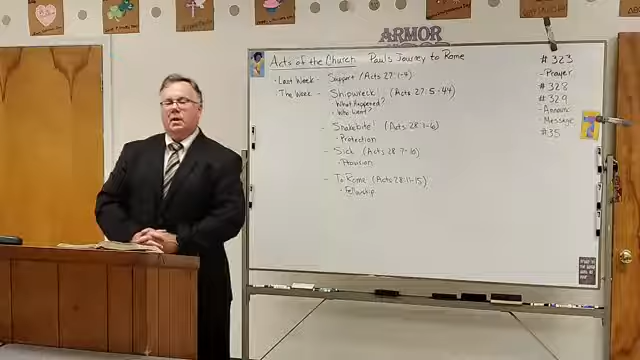 ARMOR
Acts of the Church Paul's Journey to Rome
· Last Week - Support (Acts 27:1-4)
· This Week - Shipwreck! (Acts 27:5-44)
· What Happened?
· Who Went?
- Snakebite! (Acts 28:1-6)
· Protection
- Sick (Acts 28:7-10)
· Provision
- To Rome (Acts 28:11-15)
· Fellowship
#323
- Prayer
#328
#329
- Announc
- Message
#35